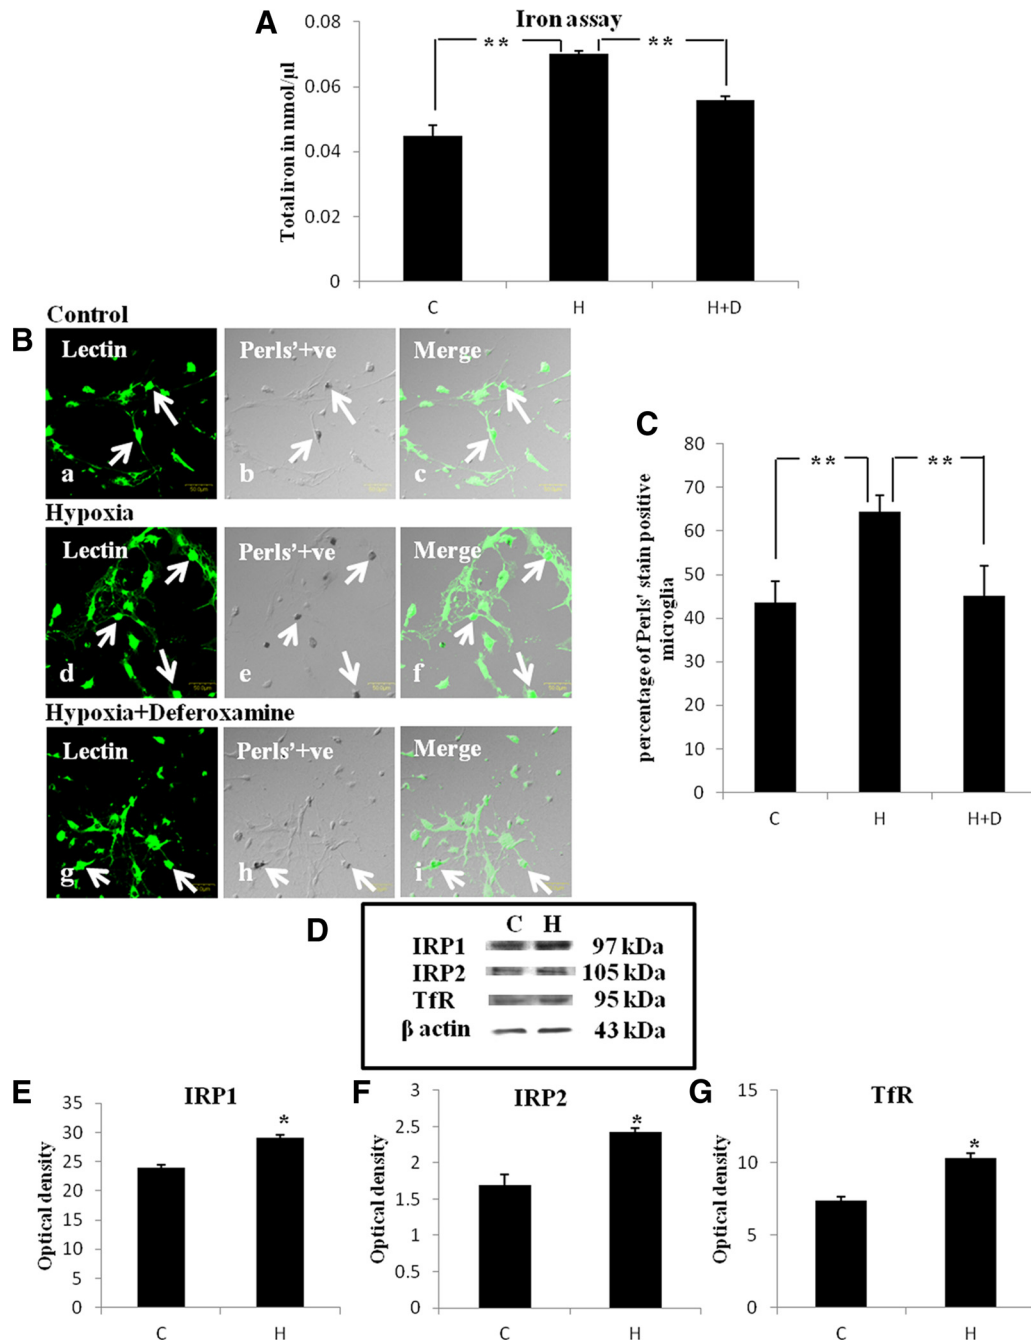 A
Iron assay
Total iron in nmol/µl
0.08
0.06
0.04
0.02
0
**
**
C
H
H+D
B
Control
Lectin
Perls'+ve
Merge
a
b
c
Hypoxia
Lectin
Perls'+ve
Merge
d
e
f
Hypoxia+Deferoxamine
Lectin
Perls'+ve
Merge
g
h
i
C
percentage of Perls' stain positive
microglia
80
70
60
50
40
30
20
10
0
**
**
C
H
H+D
D
C H
IRP1 97 kDa
IRP2 105 kDa
TfR 95 kDa
β actin 43 kDa
E
IRP1
Optical density
35
30
25
20
15
10
5
0
*
C
H
F
IRP2
Optical density
3
2.5
2
1.5
1
0.5
0
*
C
H
G
TfR
Optical density
15
10
5
0
*
C
H